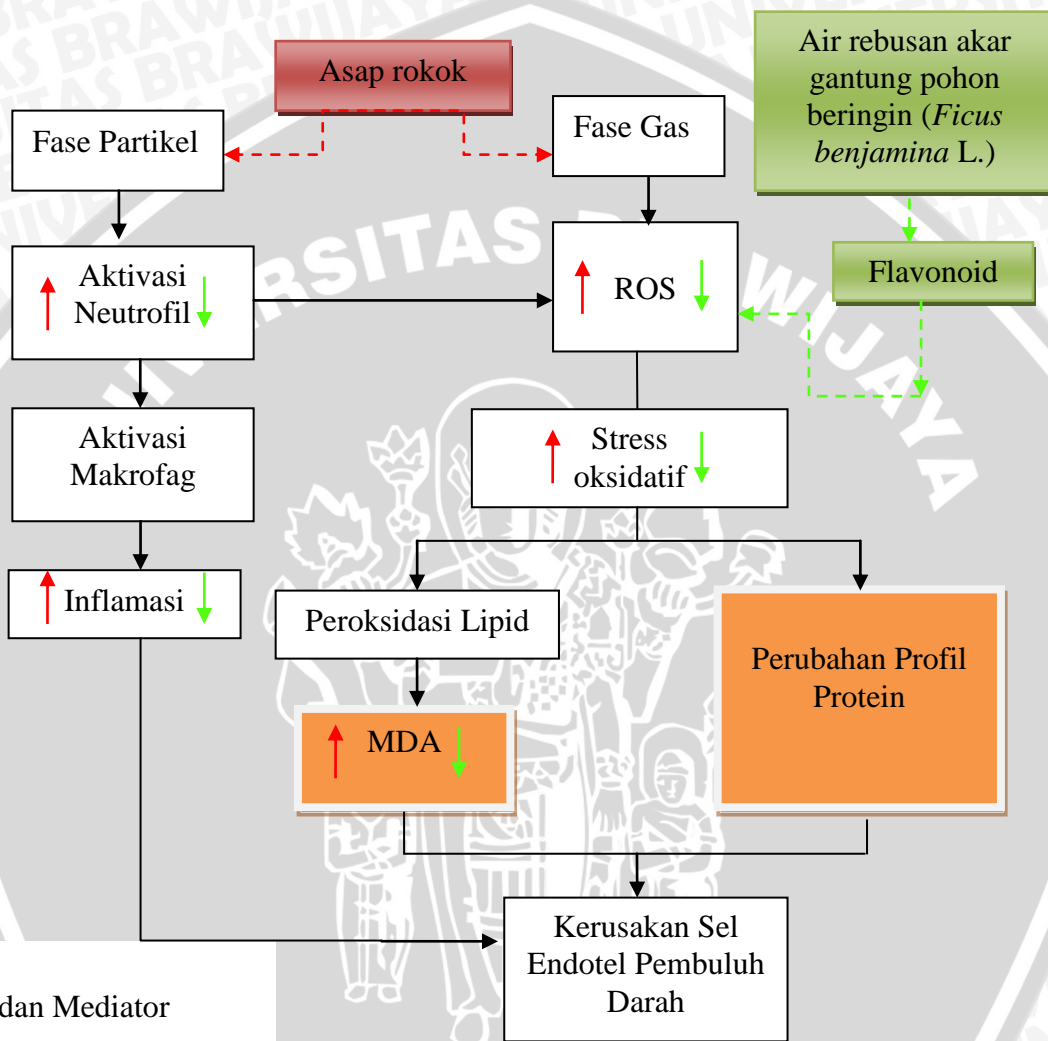 Asap rokok
Air rebusan akar
gantung pohon
beringin (Ficus
benjamina L.)
Fase Partikel
Fase Gas
Aktivasi
Neutrofil
ROS
Flavonoid
Aktivasi
Makrofag
Stress
oksidatif
Inflamasi
Peroksidasi Lipid
Perubahan Profil
Protein
MDA
Kerusakan Sel
Endotel Pembuluh
Darah
dan Mediator